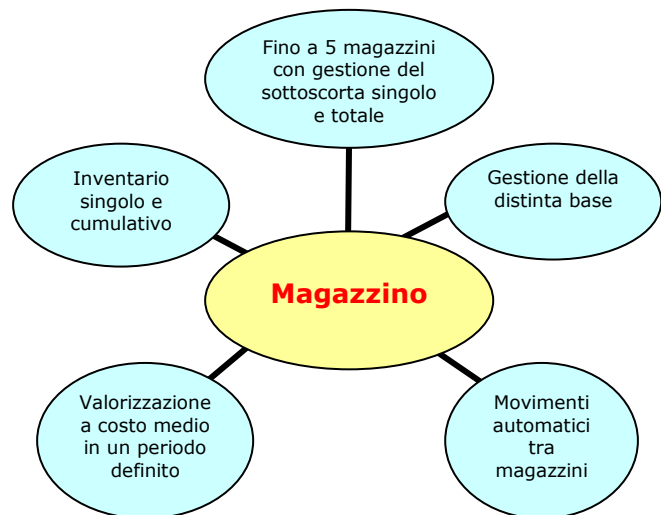 Fino a 5 magazzini
con gestione del
sottoscorta singolo
e totale
Inventario
singolo e
cumulativo
Gestione della
distinta base
Magazzino
Valorizzazione
a costo medio
in un periodo
definito
Movimenti
automatici
tra
magazzini